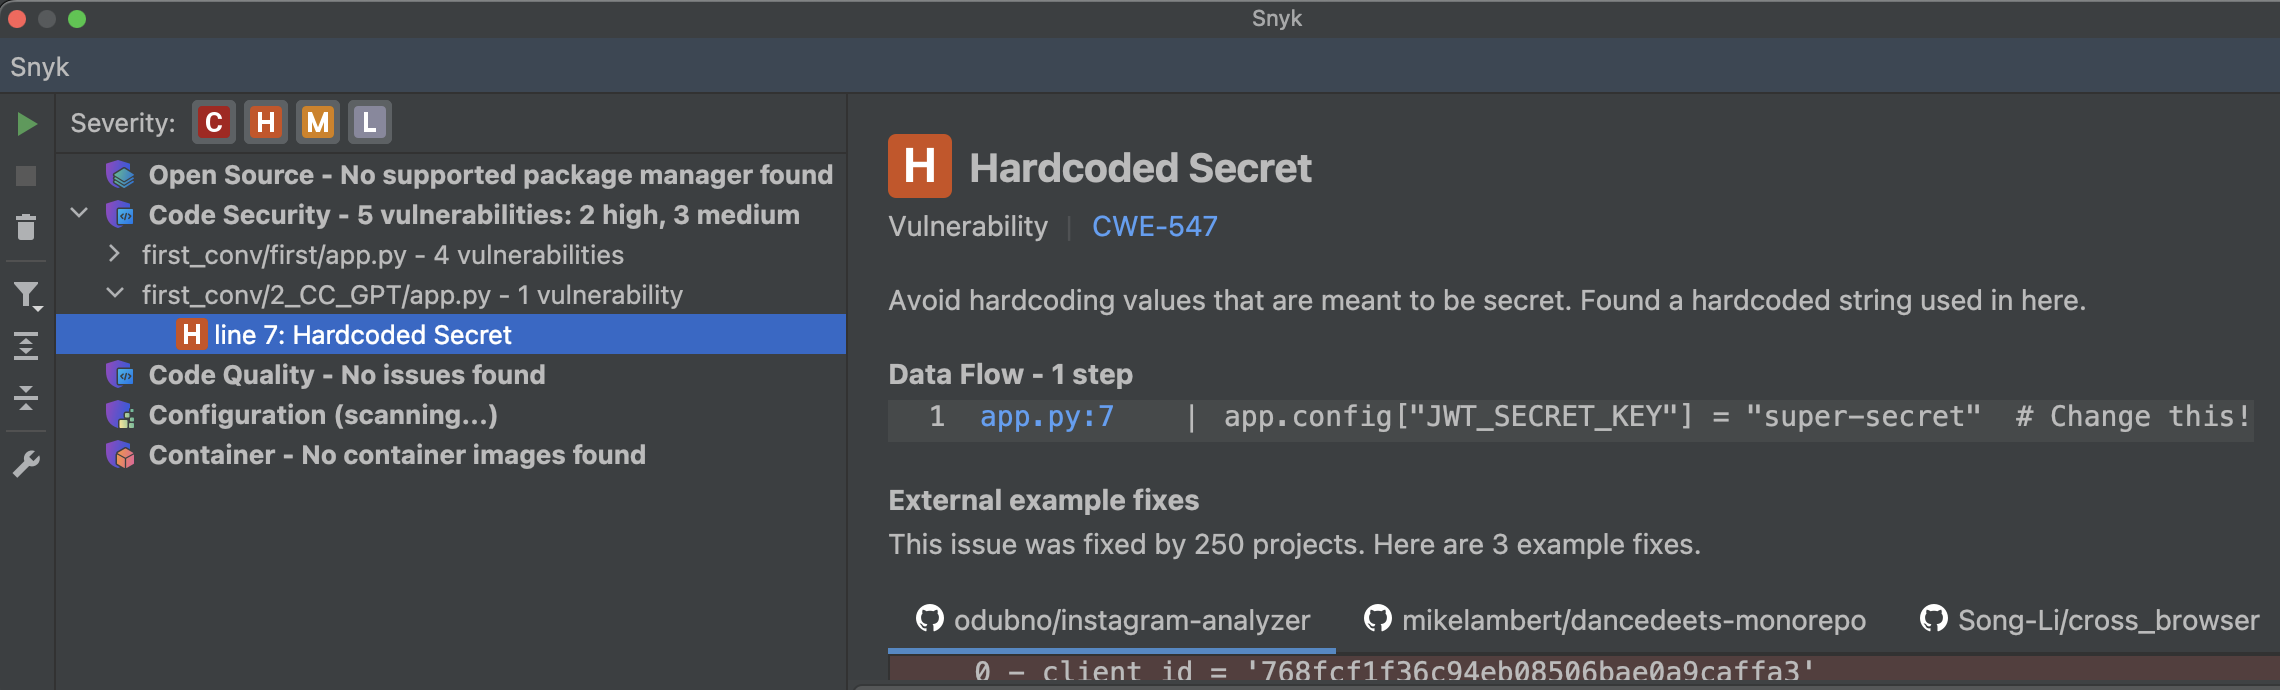 Snyk
Snyk
Severity: C H M L
Open Source - No supported package manager found
Code Security - 5 vulnerabilities: 2 high, 3 medium
first_conv/first/app.py - 4 vulnerabilities
first_conv/2_CC_GPT/app.py - 1 vulnerability
H line 7: Hardcoded Secret
Code Quality - No issues found
Configuration (scanning...)
Container - No container images found
H Hardcoded Secret
Vulnerability | CWE-547
Avoid hardcoding values that are meant to be secret. Found a hardcoded string used in here.
Data Flow - 1 step
1 app.py:7 | app.config["JWT_SECRET_KEY"] = "super-secret"  # Change this!
External example fixes
This issue was fixed by 250 projects. Here are 3 example fixes.
odubno/instagram-analyzer mikelambert/dancedeets-monorepo Song-Li/cross_browser
0 - client_id = '768fcf1f36c94eb08506bae0a9caffa3'